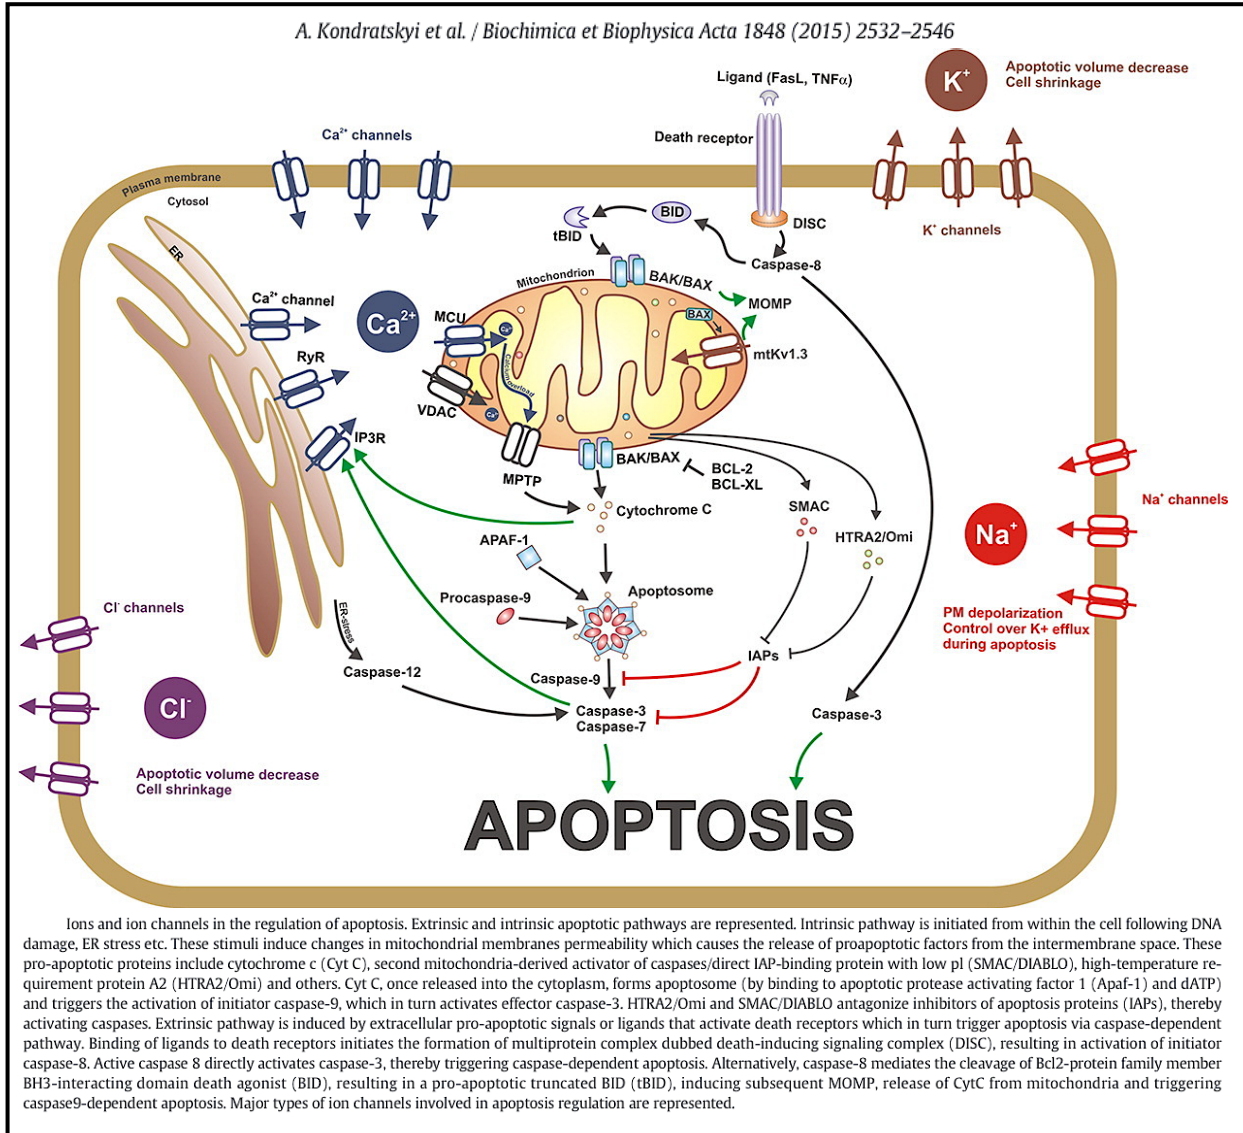 A. Kondratskyi et al. / Biochimica et Biophysica Acta 1848 (2015) 2532–2546
K⁺
Apoptotic volume decrease
Cell shrinkage
Ligand (FasL, TNFα)
Death receptor
Ca²⁺ channels
Plasma membrane
Cytosol
K⁺ channels
DISC
BID
tBID
Caspase-8
ER
Mitochondrion
BAK/BAX
MOMP
Ca²⁺ channel
Ca²⁺
MCU
Ca²⁺
BAX
mtKv1.3
RyR
Calcium overload
VDAC
Ca²⁺
IP3R
MPTP
BAK/BAX
BCL-2
BCL-XL
Cytochrome C
SMAC
HTRA2/Omi
Na⁺ channels
Na⁺
APAF-1
Procaspase-9
Apoptosome
Cl⁻ channels
ER-stress
PM depolarization
Control over K+ efflux
during apoptosis
Caspase-12
Caspase-9
IAPs
Cl⁻
Caspase-3
Caspase-7
Caspase-3
Apoptotic volume decrease
Cell shrinkage
APOPTOSIS
Ions and ion channels in the regulation of apoptosis. Extrinsic and intrinsic apoptotic pathways are represented. Intrinsic pathway is initiated from within the cell following DNA
damage, ER stress etc. These stimuli induce changes in mitochondrial membranes permeability which causes the release of proapoptotic factors from the intermembrane space. These
pro-apoptotic proteins include cytochrome c (Cyt C), second mitochondria-derived activator of caspases/direct IAP-binding protein with low pl (SMAC/DIABLO), high-temperature re-
quirement protein A2 (HTRA2/Omi) and others. Cyt C, once released into the cytoplasm, forms apoptosome (by binding to apoptotic protease activating factor 1 (Apaf-1) and dATP)
and triggers the activation of initiator caspase-9, which in turn activates effector caspase-3. HTRA2/Omi and SMAC/DIABLO antagonize inhibitors of apoptosis proteins (IAPs), thereby
activating caspases. Extrinsic pathway is induced by extracellular pro-apoptotic signals or ligands that activate death receptors which in turn trigger apoptosis via caspase-dependent
pathway. Binding of ligands to death receptors initiates the formation of multiprotein complex dubbed death-inducing signaling complex (DISC), resulting in activation of initiator
caspase-8. Active caspase 8 directly activates caspase-3, thereby triggering caspase-dependent apoptosis. Alternatively, caspase-8 mediates the cleavage of Bcl2-protein family member
BH3-interacting domain death agonist (BID), resulting in a pro-apoptotic truncated BID (tBID), inducing subsequent MOMP, release of CytC from mitochondria and triggering
caspase9-dependent apoptosis. Major types of ion channels involved in apoptosis regulation are represented.